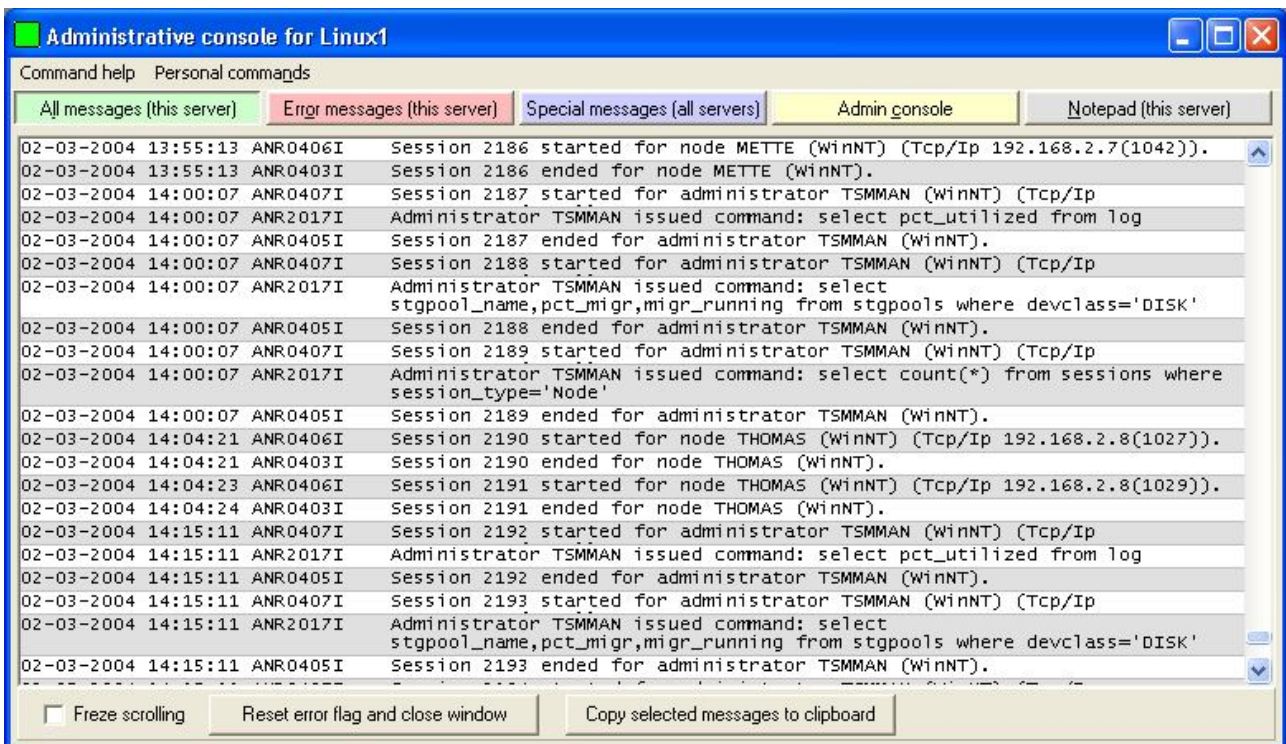 Administrative console for Linux1
Command help Personal commands
All messages (this server) Error messages (this server) Special messages (all servers) Admin console Notepad (this server)
02-03-2004 13:55:13 ANR0406I Session 2186 started for node METTE (WinNT) (Tcp/Ip 192.168.2.7(1042)).
02-03-2004 13:55:13 ANR0403I Session 2186 ended for node METTE (WinNT).
02-03-2004 14:00:07 ANR0407I Session 2187 started for administrator TSMMAN (WinNT) (Tcp/Ip
02-03-2004 14:00:07 ANR2017I Administrator TSMMAN issued command: select pct_utilized from log
02-03-2004 14:00:07 ANR0405I Session 2187 ended for administrator TSMMAN (WinNT).
02-03-2004 14:00:07 ANR0407I Session 2188 started for administrator TSMMAN (WinNT) (Tcp/Ip
02-03-2004 14:00:07 ANR2017I Administrator TSMMAN issued command: select
stgpool_name,pct_migr,migr_running from stgpools where devclass='DISK'
02-03-2004 14:00:07 ANR0405I Session 2188 ended for administrator TSMMAN (WinNT).
02-03-2004 14:00:07 ANR0407I Session 2189 started for administrator TSMMAN (WinNT) (Tcp/Ip
02-03-2004 14:00:07 ANR2017I Administrator TSMMAN issued command: select count(*) from sessions where
session_type='Node'
02-03-2004 14:00:07 ANR0405I Session 2189 ended for administrator TSMMAN (WinNT).
02-03-2004 14:04:21 ANR0406I Session 2190 started for node THOMAS (WinNT) (Tcp/Ip 192.168.2.8(1027)).
02-03-2004 14:04:21 ANR0403I Session 2190 ended for node THOMAS (WinNT).
02-03-2004 14:04:23 ANR0406I Session 2191 started for node THOMAS (WinNT) (Tcp/Ip 192.168.2.8(1029)).
02-03-2004 14:04:24 ANR0403I Session 2191 ended for node THOMAS (WinNT).
02-03-2004 14:15:11 ANR0407I Session 2192 started for administrator TSMMAN (WinNT) (Tcp/Ip
02-03-2004 14:15:11 ANR2017I Administrator TSMMAN issued command: select pct_utilized from log
02-03-2004 14:15:11 ANR0405I Session 2192 ended for administrator TSMMAN (WinNT).
02-03-2004 14:15:11 ANR0407I Session 2193 started for administrator TSMMAN (WinNT) (Tcp/Ip
02-03-2004 14:15:11 ANR2017I Administrator TSMMAN issued command: select
stgpool_name,pct_migr,migr_running from stgpools where devclass='DISK'
02-03-2004 14:15:11 ANR0405I Session 2193 ended for administrator TSMMAN (WinNT).
Freze scrolling Reset error flag and close window Copy selected messages to clipboard